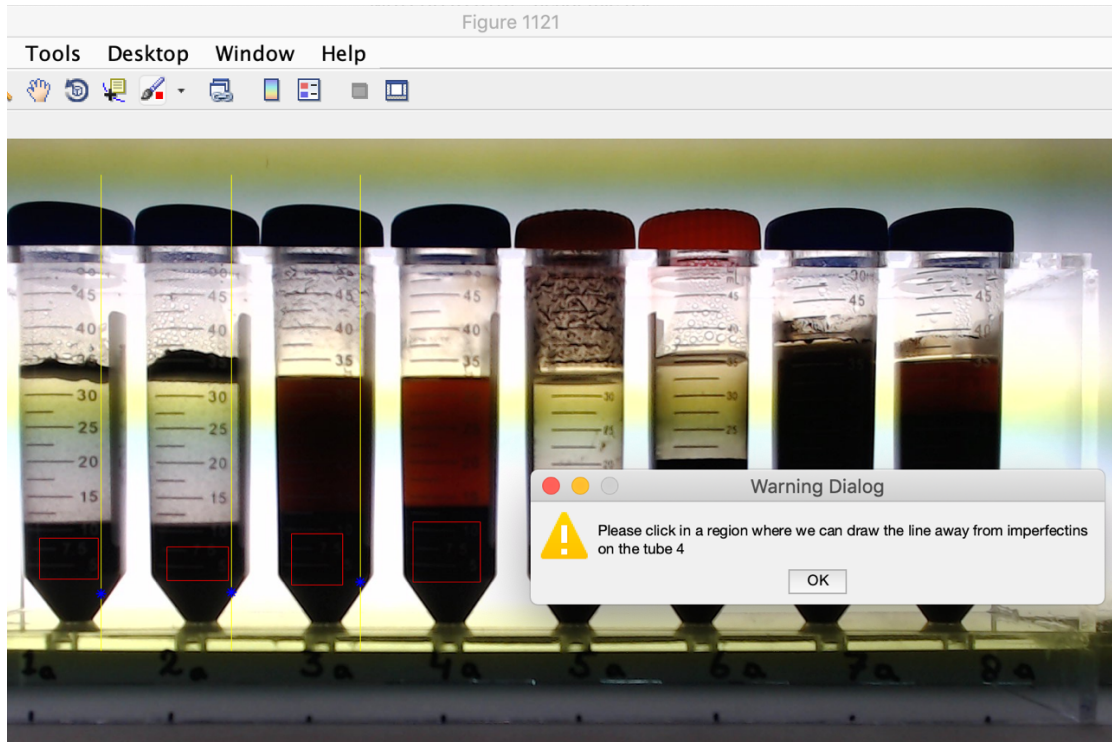 Figure 1121
Tools Desktop Window Help
45 45 45 45 45
40 40 40 40 40
35 35 35
30 30 30 30
25 25 25 25
20 20 20
15 15
Warning Dialog
Please click in a region where we can draw the line away from imperfectins
on the tube 4
OK
7.5
1a 2a 3a 4a 5a 6a 7a 8a